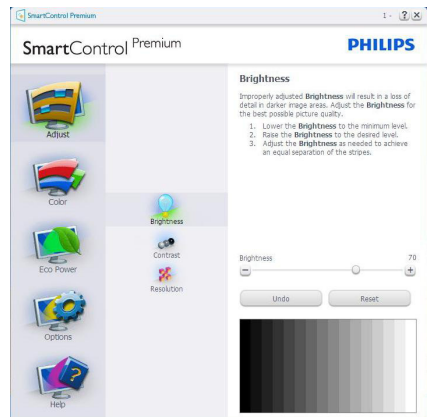 SmartControl Premium
1 -
?
SmartControl Premium
PHILIPS
Adjust
Color
Eco Power
Options
Help
Brightness
Contrast
Resolution
Brightness
Improperly adjusted Brightness will result in a loss of
detail in darker image areas. Adjust the Brightness for
the best possible picture quality.
1. Lower the Brightness to the minimum level.
2. Raise the Brightness to the desired level.
3. Adjust the Brightness as needed to achieve
an equal separation of the stripes.
Brightness 70
Undo Reset